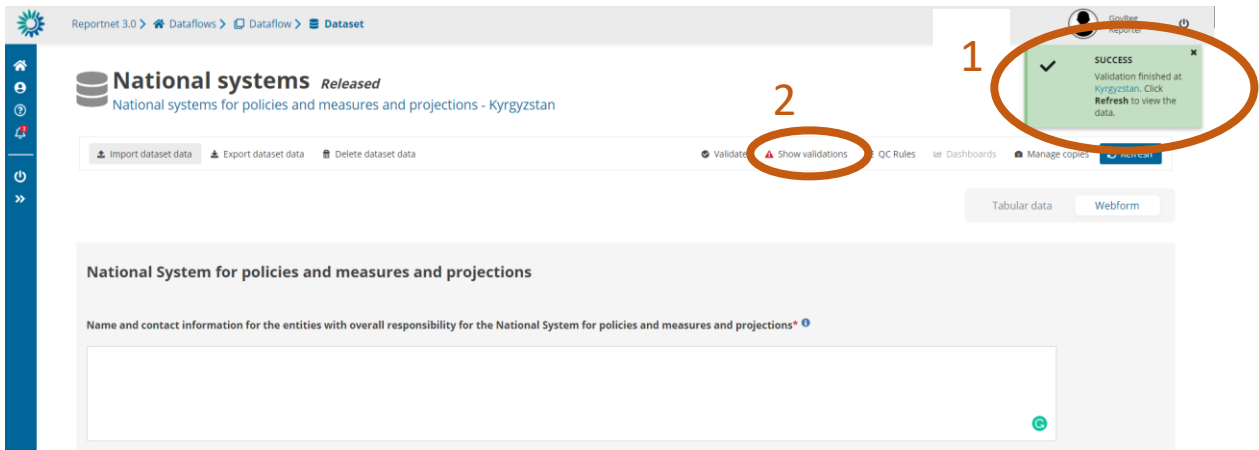 Reportnet 3.0 > Dataflows > Dataflow > Dataset
GovReg
Reporter
1
SUCCESS
Validation finished at
Kyrgyzstan. Click
Refresh to view the
data.
National systems Released
National systems for policies and measures and projections - Kyrgyzstan
2
Import dataset data Export dataset data Delete dataset data Validate Show validations QC Rules Dashboards Manage copies Refresh
Tabular data Webform
National System for policies and measures and projections
Name and contact information for the entities with overall responsibility for the National System for policies and measures and projections*